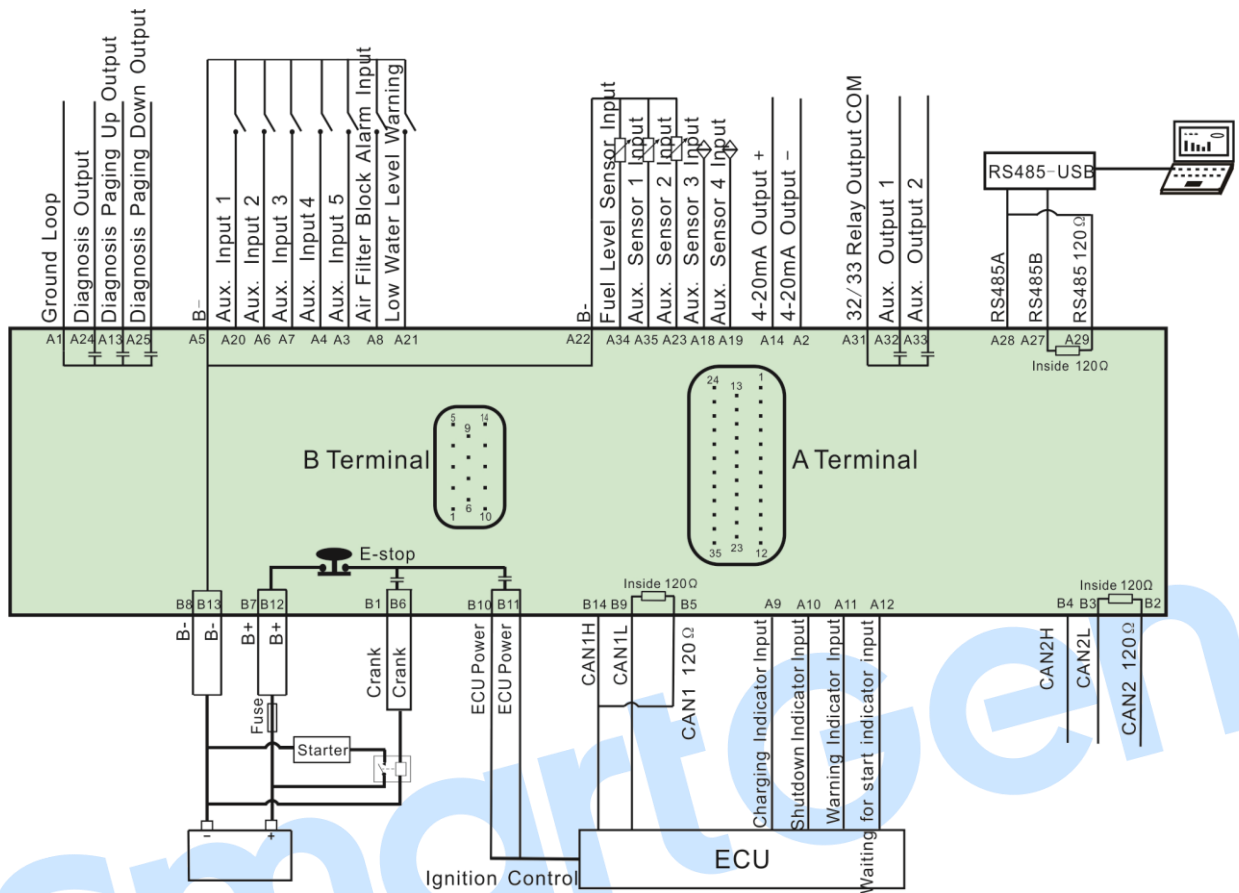 Ground Loop
Diagnosis Output
Diagnosis Paging Up Output
Diagnosis Paging Down Output
B-
Aux. Input 1
Aux. Input 2
Aux. Input 3
Aux. Input 4
Aux. Input 5
Air Filter Block Alarm Input
Low Water Level Warning
B-
Fuel Level Sensor Input
Aux. Sensor 1 Input
Aux. Sensor 2 Input
Aux. Sensor 3 Input
Aux. Sensor 4 Input
4-20mA Output +
4-20mA Output -
32/33 Relay Output COM
Aux. Output 1
Aux. Output 2
RS485-USB
RS485A
RS485B
RS485 120Ω
A1 A24 A13 A25 A5 A20 A6 A7 A4 A3 A8 A21 A22 A34 A35 A23 A18 A19 A14 A2 A31 A32 A33 A28 A27 A29
Inside 120Ω
B Terminal
5 14
9
6
1 10
A Terminal
24 13 1
35 23 12
E-stop
Inside 120Ω
Inside 120Ω
B8 B13 B7 B12 B1 B6 B10 B11 B14 B9 B5 A9 A10 A11 A12 B4 B3 B2
B-
B-
B+
B+
Crank
Crank
ECU Power
ECU Power
CAN1H
CAN1L
CAN1 120Ω
Charging Indicator Input
Shutdown Indicator Input
Warning Indicator Input
Waiting for start indicator input
CAN2H
CAN2L
CAN2 120Ω
Fuse
Starter
- +
Ignition Control
ECU
smartGen